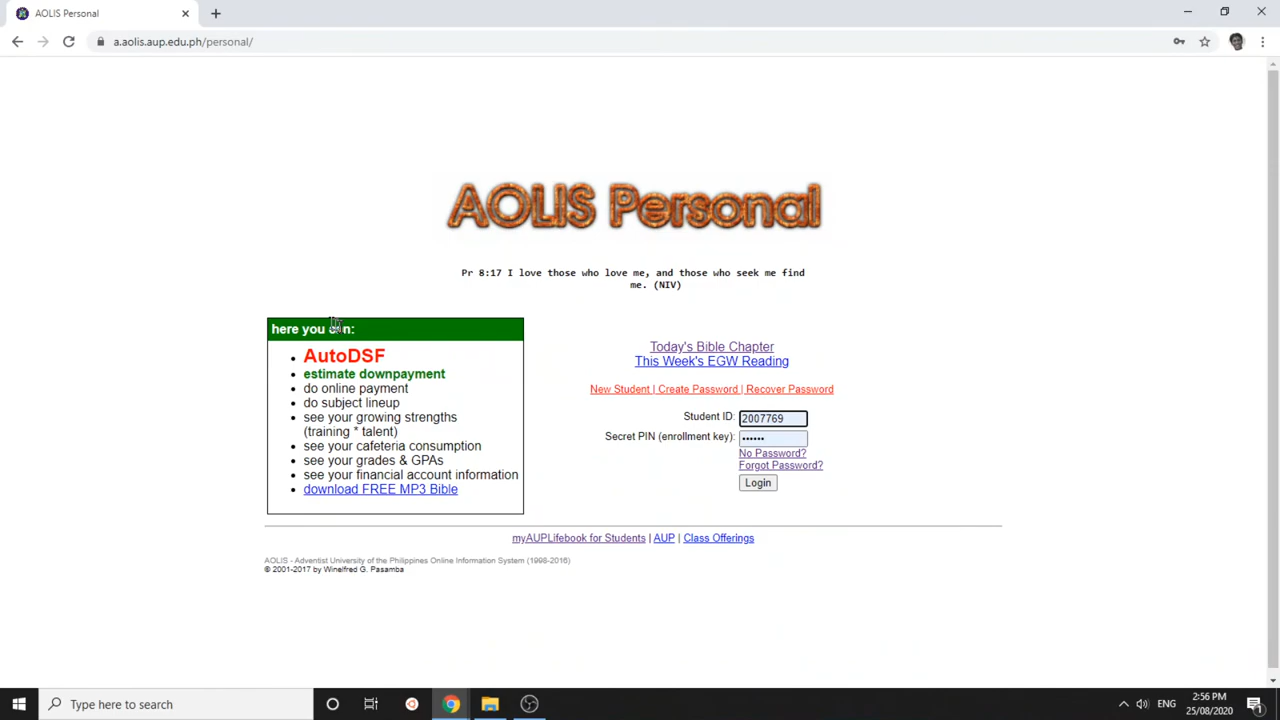 AOLIS Personal
a.aolis.aup.edu.ph/personal/
AOLIS Personal
Pr 8:17 I love those who love me, and those who seek me find
me. (NIV)
here you can:
AutoDSF
estimate downpayment
do online payment
do subject lineup
see your growing strengths
(training * talent)
see your cafeteria consumption
see your grades & GPAs
see your financial account information
download FREE MP3 Bible
Today's Bible Chapter
This Week's EGW Reading
New Student | Create Password | Recover Password
Student ID: 2007769
Secret PIN (enrollment key): ••••••
No Password?
Forgot Password?
Login
myAUPLifebook for Students | AUP | Class Offerings
AOLIS - Adventist University of the Philippines Online Information System (1998-2016)
© 2001-2017 by Winelfred G. Pasamba
Type here to search
ENG
2:56 PM
25/08/2020
1